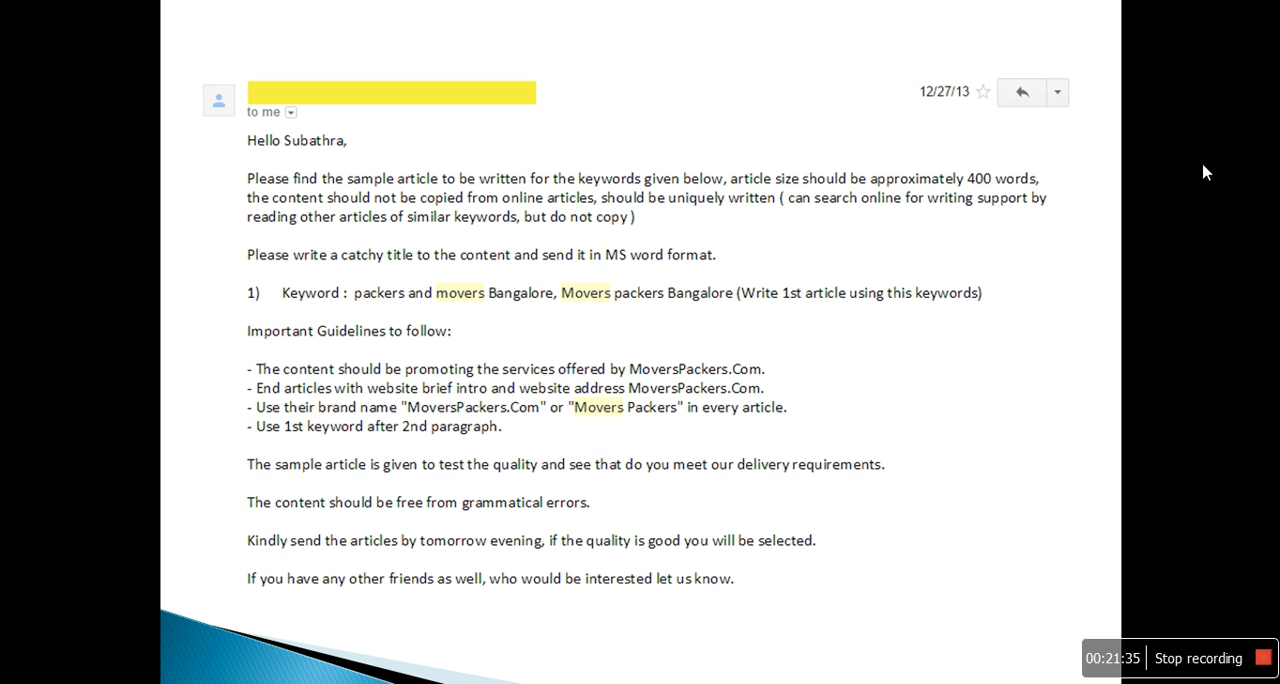 12/27/13
to me
Hello Subathra,
Please find the sample article to be written for the keywords given below, article size should be approximately 400 words,
the content should not be copied from online articles, should be uniquely written ( can search online for writing support by
reading other articles of similar keywords, but do not copy )
Please write a catchy title to the content and send it in MS word format.
1) Keyword : packers and movers Bangalore, Movers packers Bangalore (Write 1st article using this keywords)
Important Guidelines to follow:
- The content should be promoting the services offered by MoversPackers.Com.
- End articles with website brief intro and website address MoversPackers.Com.
- Use their brand name "MoversPackers.Com" or "Movers Packers" in every article.
- Use 1st keyword after 2nd paragraph.
The sample article is given to test the quality and see that do you meet our delivery requirements.
The content should be free from grammatical errors.
Kindly send the articles by tomorrow evening, if the quality is good you will be selected.
If you have any other friends as well, who would be interested let us know.
00:21:35 Stop recording